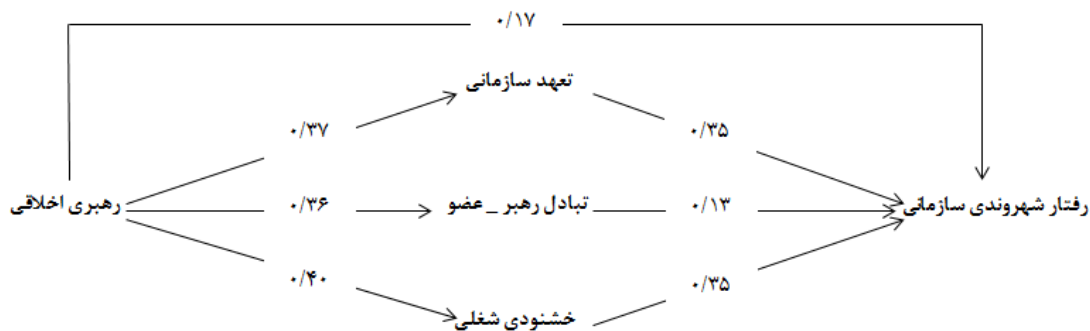 ۰/۱۷
تعهد سازمانی
۰/۳۷
۰/۳۵
رهبری اخلاقی
۰/۳۶
تبادل رهبر _ عضو
۰/۱۳
رفتار شهروندی سازمانی
۰/۴۰
۰/۳۵
خشنودی شغلی